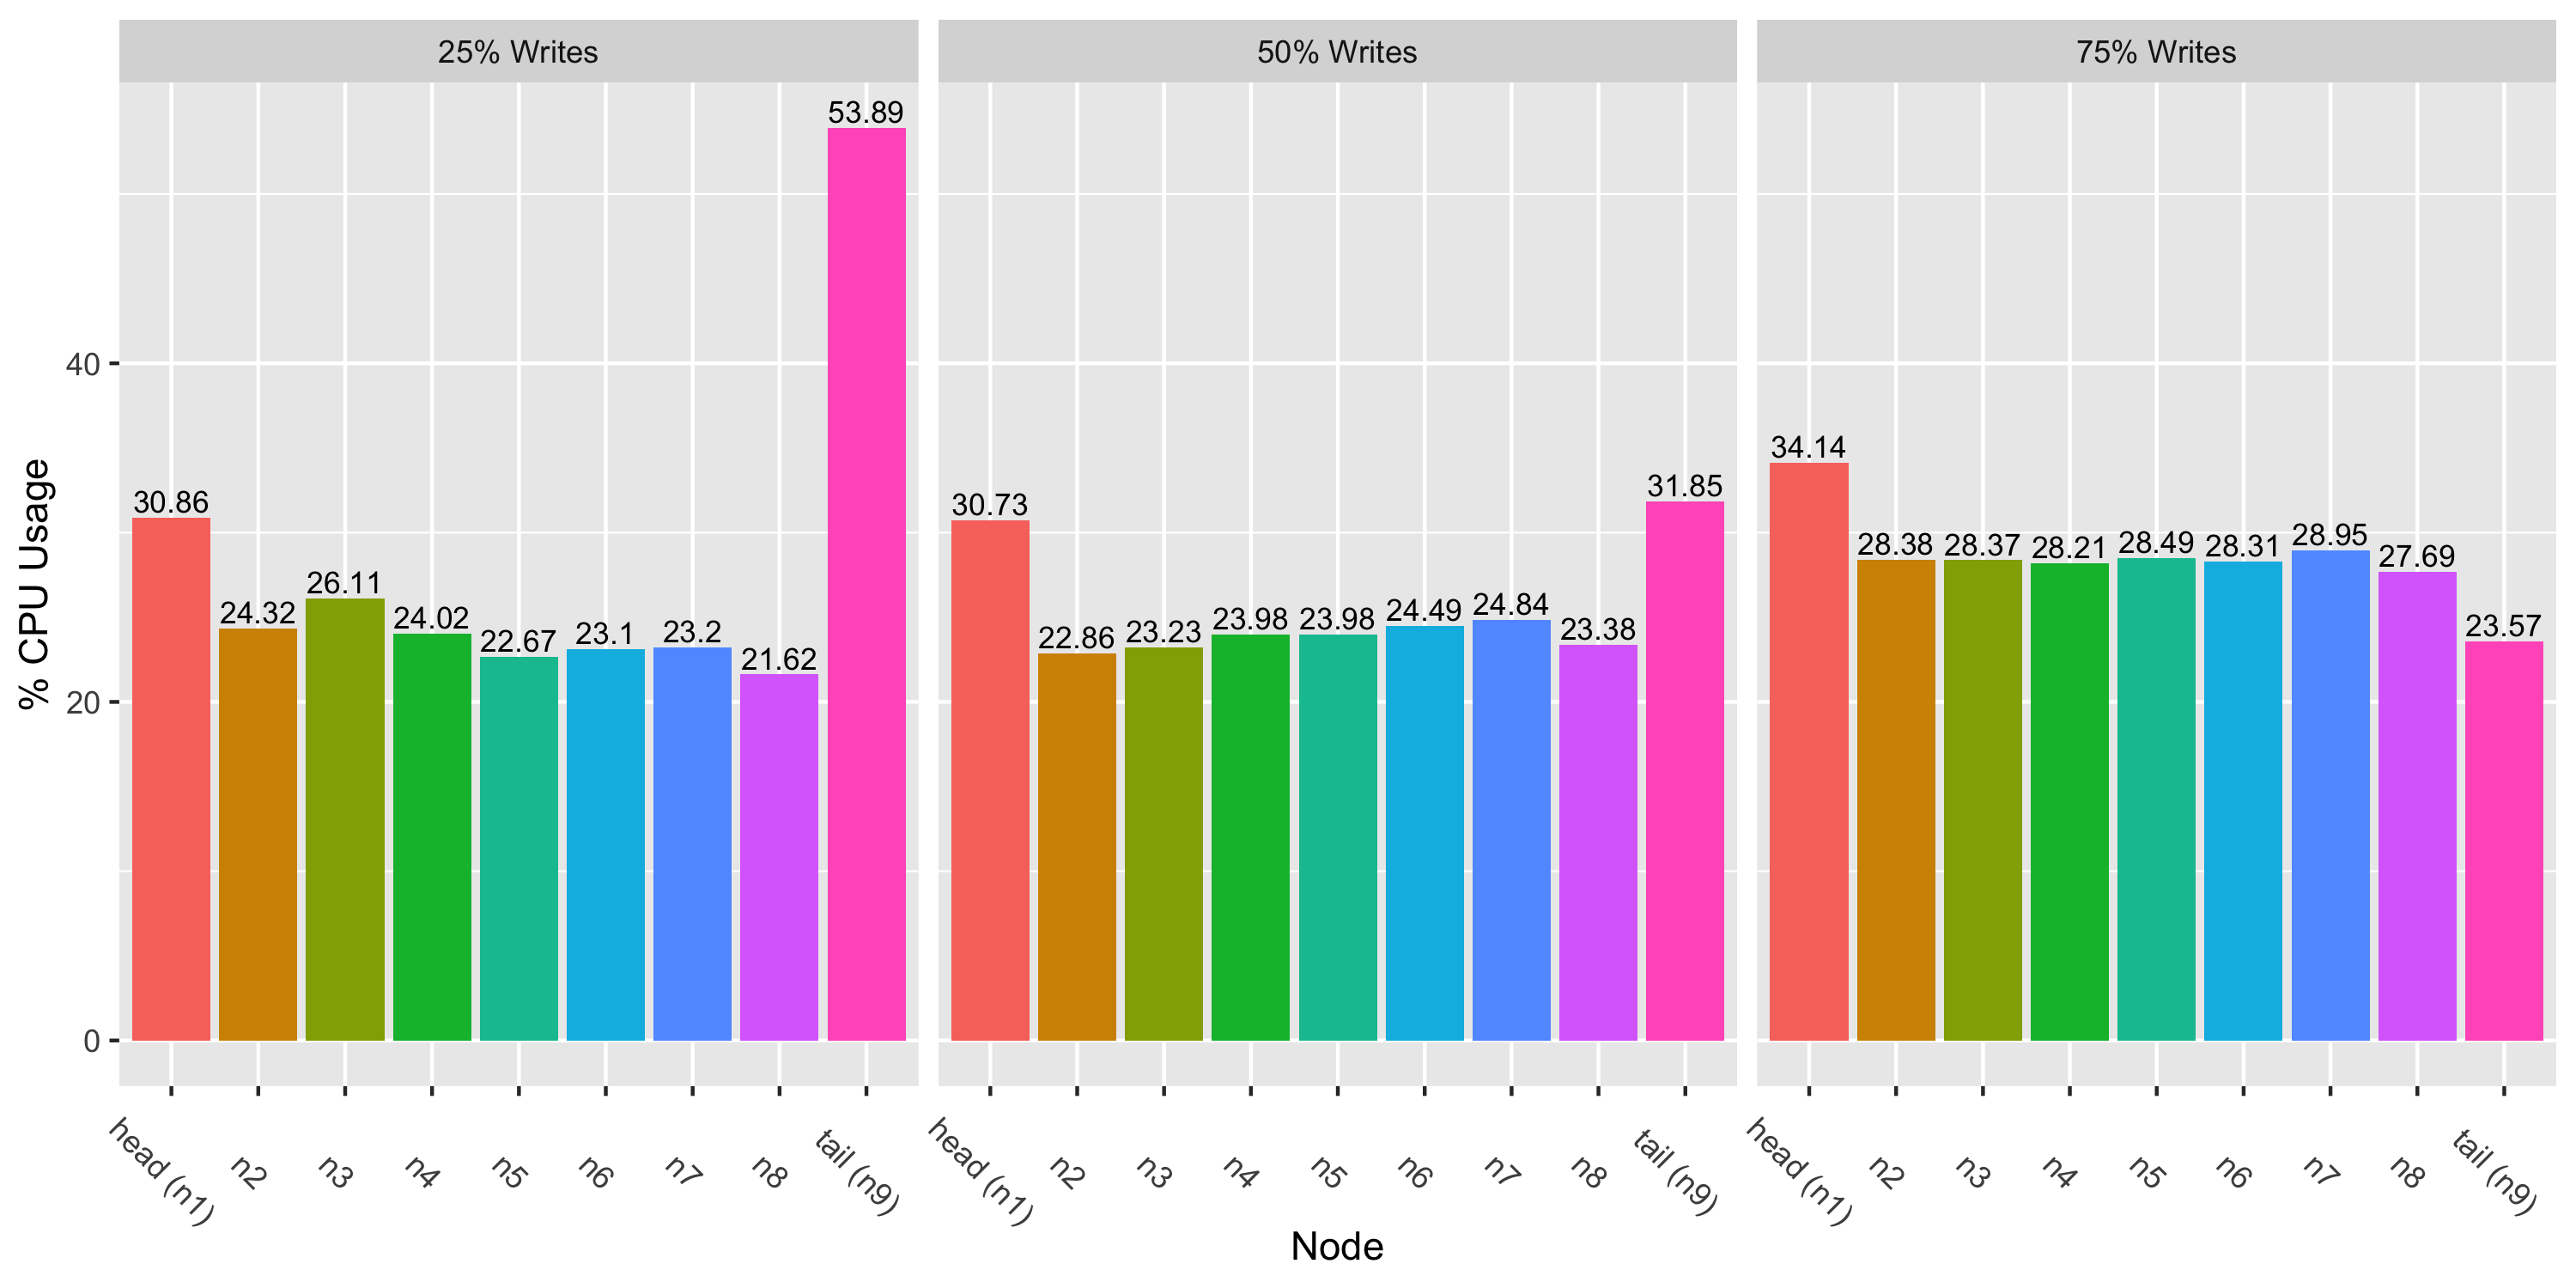 25% Writes
50% Writes
75% Writes
% CPU Usage
40
20
0
30.86
24.32
26.11
24.02
22.67
23.1
23.2
21.62
53.89
30.73
22.86
23.23
23.98
23.98
24.49
24.84
23.38
31.85
34.14
28.38
28.37
28.21
28.49
28.31
28.95
27.69
23.57
head (n1)
n2
n3
n4
n5
n6
n7
n8
tail (n9)
head (n1)
n2
n3
n4
n5
n6
n7
n8
tail (n9)
head (n1)
n2
n3
n4
n5
n6
n7
n8
tail (n9)
Node